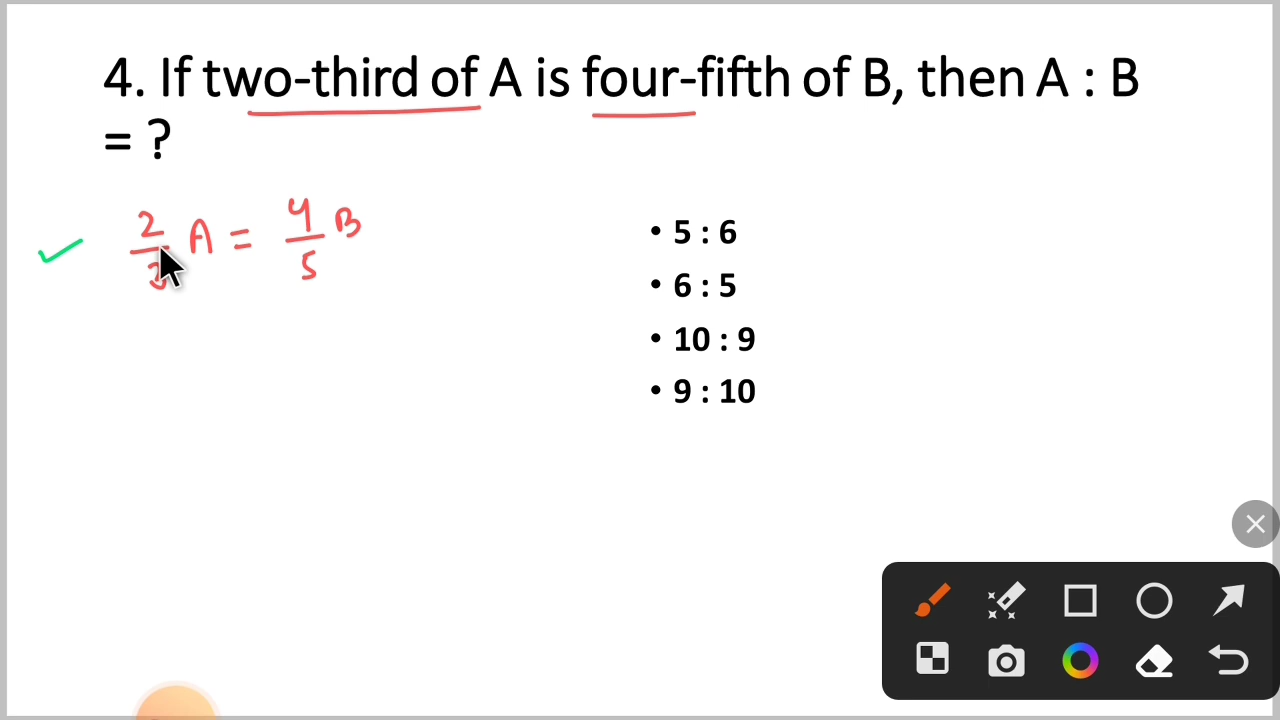 4. If two-third of A is four-fifth of B, then A : B
= ?
2/3 A = 4/5 B
• 5 : 6
• 6 : 5
• 10 : 9
• 9 : 10